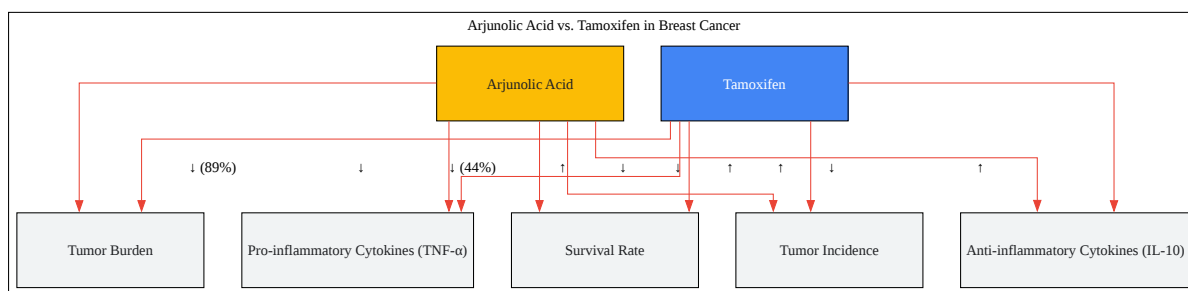 Arjunolic Acid vs. Tamoxifen in Breast Cancer
Arjunolic Acid
Tamoxifen
↓ (89%)
↓
↓ (44%)
↑
↓
↓
↑
↑
↓
↑
Tumor Burden
Pro-inflammatory Cytokines (TNF-α)
Survival Rate
Tumor Incidence
Anti-inflammatory Cytokines (IL-10)